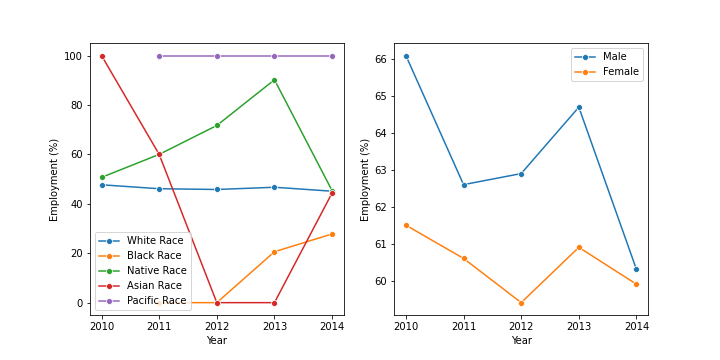 100
80
60
40
20
0
Employment (%)
2010 2011 2012 2013 2014
Year
White Race
Black Race
Native Race
Asian Race
Pacific Race
66
65
64
63
62
61
60
Employment (%)
2010 2011 2012 2013 2014
Year
Male
Female